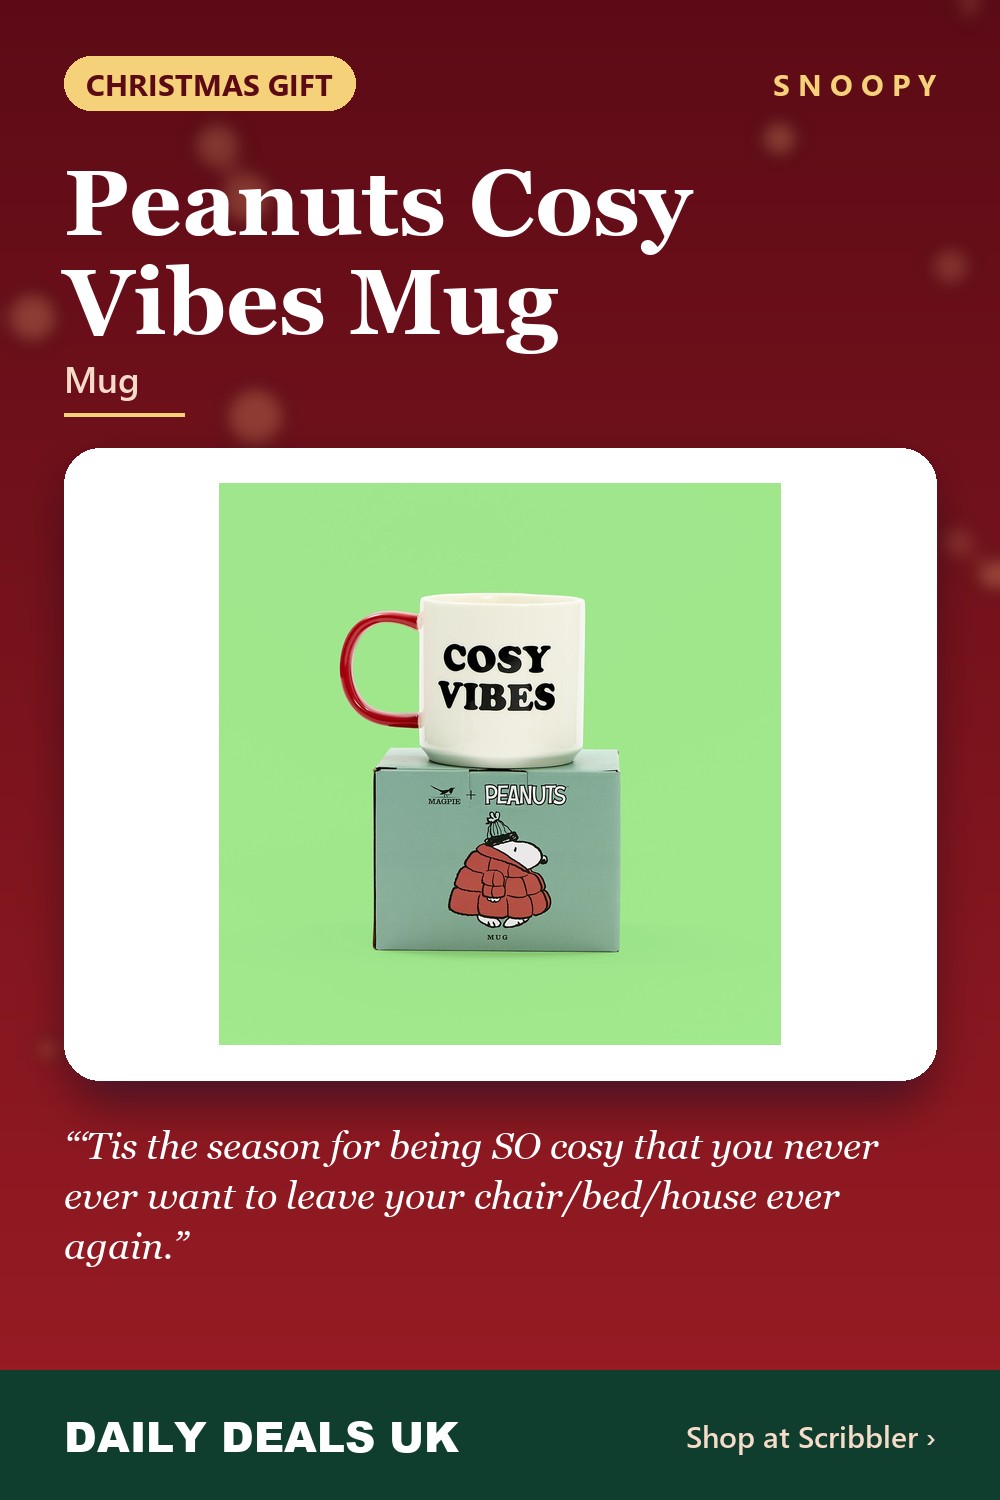 CHRISTMAS GIFT
SNOOPY
Peanuts Cosy
Vibes Mug
Mug
COSY
VIBES
MAGPIE + PEANUTS
MUG
“‘Tis the season for being SO cosy that you never
ever want to leave your chair/bed/house ever
again.”
DAILY DEALS UK
Shop at Scribbler ›